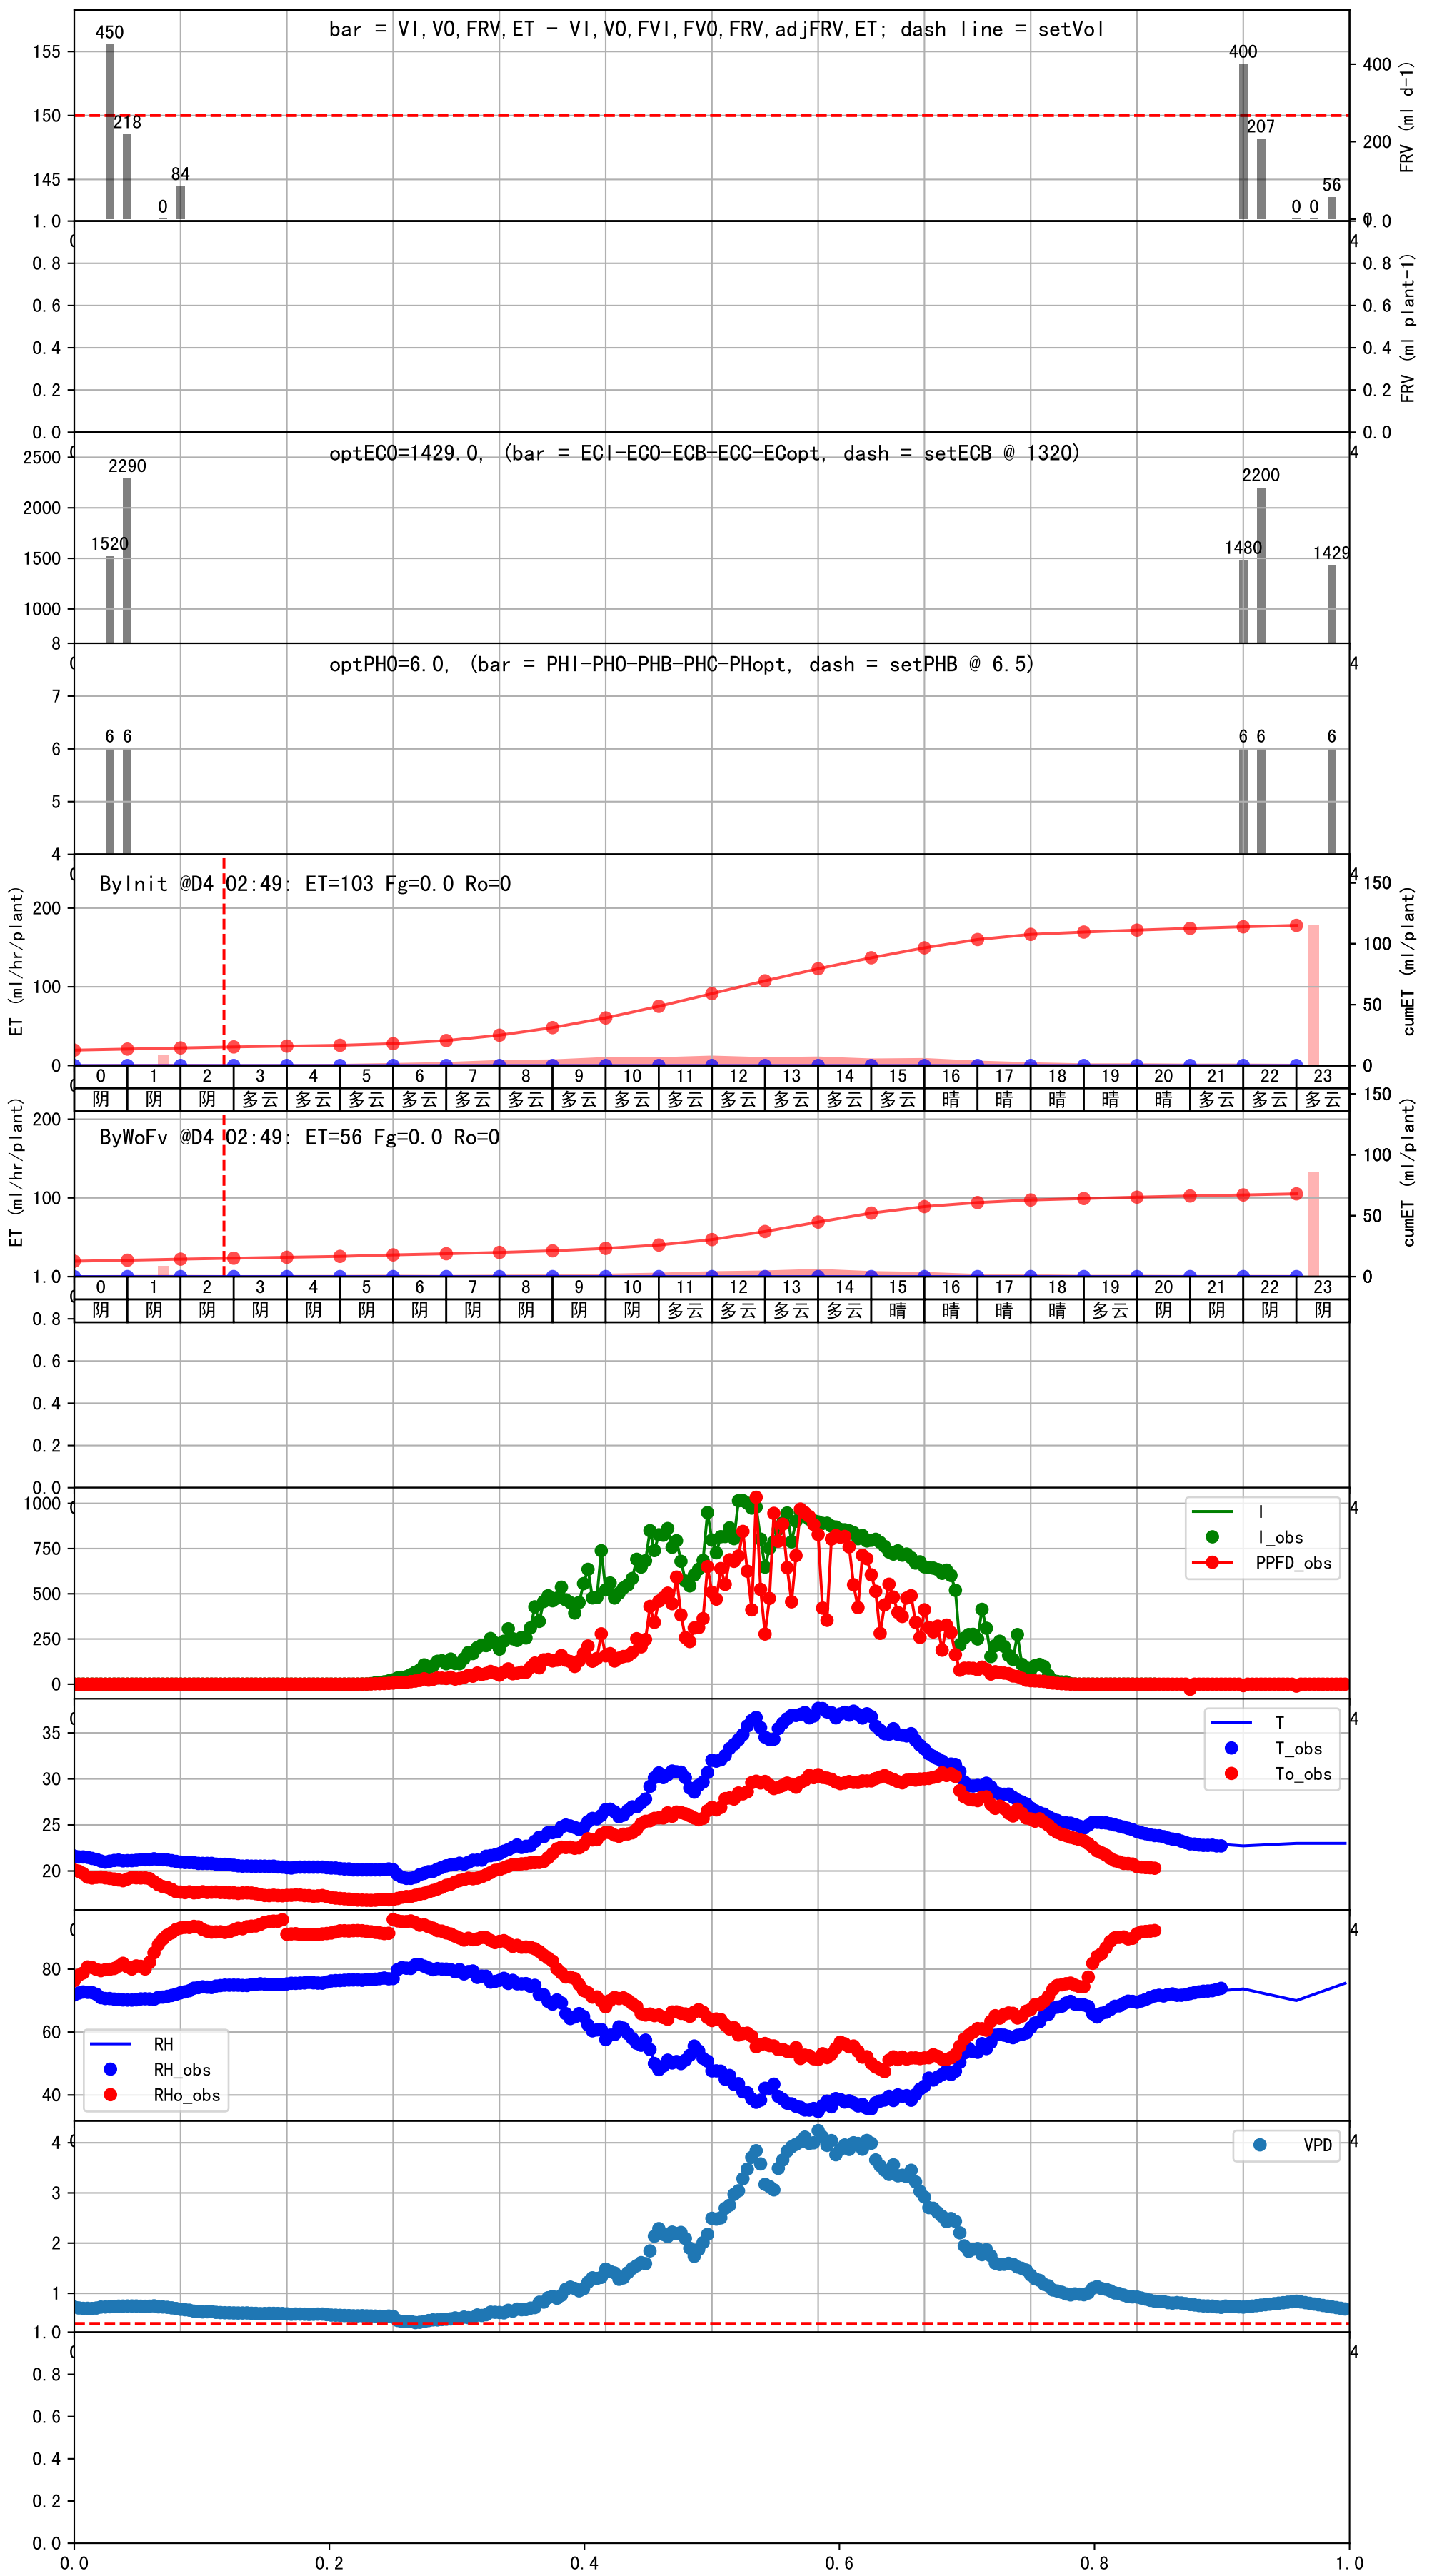 bar = VI,VO,FRV,ET - VI,VO,FVI,FVO,FRV,adjFRV,ET; dash line = setVol
450 218 0 84 400 207 0 0 56
155 150 145
400 200 0
FRV (ml d-1)
1.0 0.8 0.6 0.4 0.2 0.0
1.0 0.8 0.6 0.4 0.2 0.0
FRV (ml plant-1)
optECO=1429.0, (bar = ECI-ECO-ECB-ECC-ECopt, dash = setECB @ 1320)
2500 2000 1500 1000
1520 2290 1480 2200 1429
optPHO=6.0, (bar = PHI-PHO-PHB-PHC-PHopt, dash = setPHB @ 6.5)
8 7 6 5 4
6 6 6 6 6
ByInit @D4 02:49: ET=103 Fg=0.0 Ro=0
ET (ml/hr/plant)
200 100 0
150 100 50 0
cumET (ml/plant)
0 1 2 3 4 5 6 7 8 9 10 11 12 13 14 15 16 17 18 19 20 21 22 23
阴 阴 阴 多云 多云 多云 多云 多云 多云 多云 多云 多云 多云 多云 多云 多云 晴 晴 晴 晴 晴 多云 多云 多云
ByWoFv @D4 02:49: ET=56 Fg=0.0 Ro=0
ET (ml/hr/plant)
200 100
150 100 50 0
cumET (ml/plant)
0 1 2 3 4 5 6 7 8 9 10 11 12 13 14 15 16 17 18 19 20 21 22 23
阴 阴 阴 阴 阴 阴 阴 阴 阴 阴 阴 多云 多云 多云 多云 晴 晴 晴 晴 多云 阴 阴 阴 阴
1.0 0.8 0.6 0.4 0.2 0.0
1000 750 500 250 0
I
I_obs
PPFD_obs
35 30 25 20
T
T_obs
To_obs
80 60 40
RH
RH_obs
RHo_obs
4 3 2 1
VPD
1.0 0.8 0.6 0.4 0.2 0.0
0.0 0.2 0.4 0.6 0.8 1.0